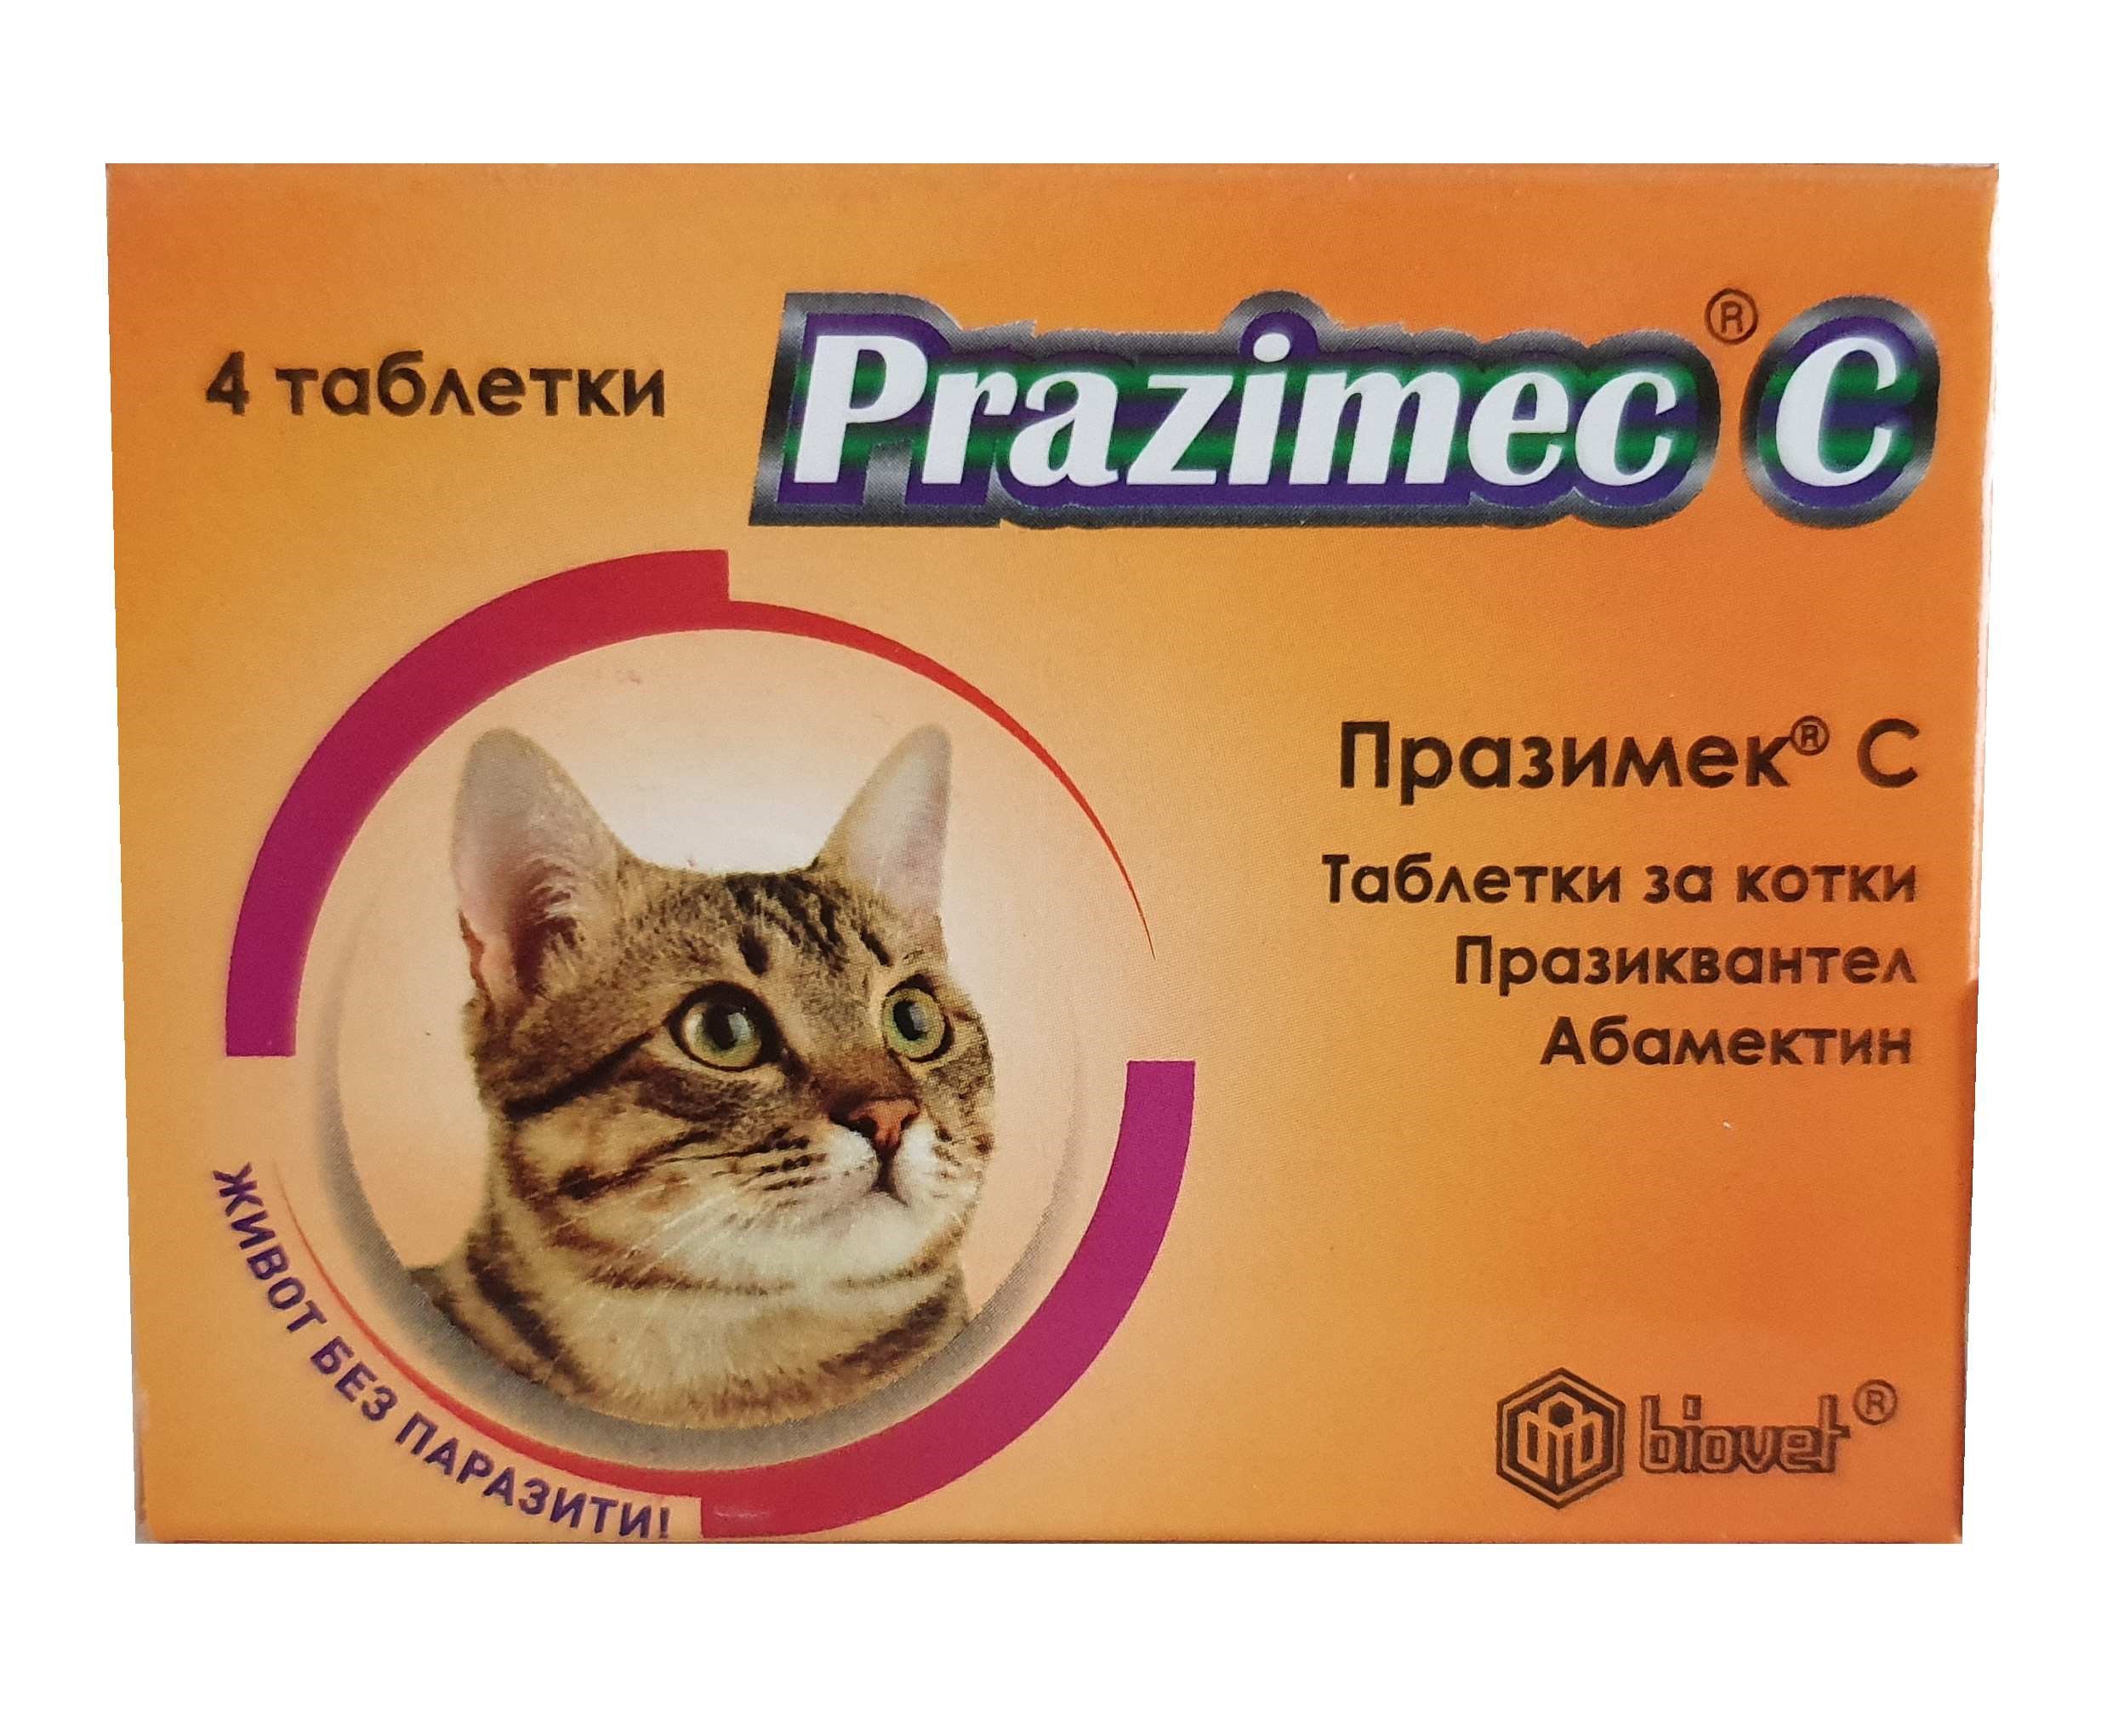 4 таблетки
Prazimec® C
Празимек® С
Таблетки за котки
Празиквантел
Абамектин
ЖИВОТ БЕЗ ПАРАЗИТИ!
biovet®